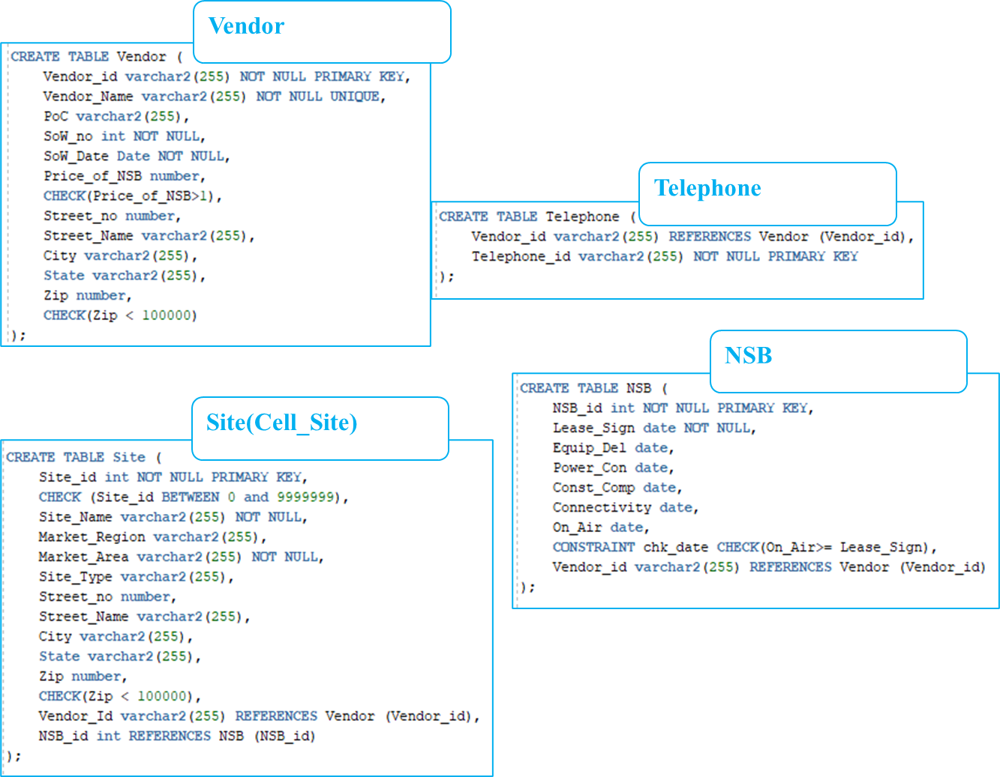 Vendor
CREATE TABLE Vendor (
Vendor_id varchar2(255) NOT NULL PRIMARY KEY,
Vendor_Name varchar2(255) NOT NULL UNIQUE,
PoC varchar2(255),
SoW_no int NOT NULL,
SoW_Date Date NOT NULL,
Price_of_NSB number,
CHECK(Price_of_NSB>1),
Street_no number,
Street_Name varchar2(255),
City varchar2(255),
State varchar2(255),
Zip number,
CHECK(Zip < 100000)
);
Telephone
CREATE TABLE Telephone (
Vendor_id varchar2(255) REFERENCES Vendor (Vendor_id),
Telephone_id varchar2(255) NOT NULL PRIMARY KEY
);
Site(Cell_Site)
CREATE TABLE Site (
Site_id int NOT NULL PRIMARY KEY,
CHECK (Site_id BETWEEN 0 and 9999999),
Site_Name varchar2(255) NOT NULL,
Market_Region varchar2(255),
Market_Area varchar2(255) NOT NULL,
Site_Type varchar2(255),
Street_no number,
Street_Name varchar2(255),
City varchar2(255),
State varchar2(255),
Zip number,
CHECK(Zip < 100000),
Vendor_Id varchar2(255) REFERENCES Vendor (Vendor_id),
NSB_id int REFERENCES NSB (NSB_id)
);
NSB
CREATE TABLE NSB (
NSB_id int NOT NULL PRIMARY KEY,
Lease_Sign date NOT NULL,
Equip_Del date,
Power_Con date,
Const_Comp date,
Connectivity date,
On_Air date,
CONSTRAINT chk_date CHECK(On_Air>= Lease_Sign),
Vendor_id varchar2(255) REFERENCES Vendor (Vendor_id)
);